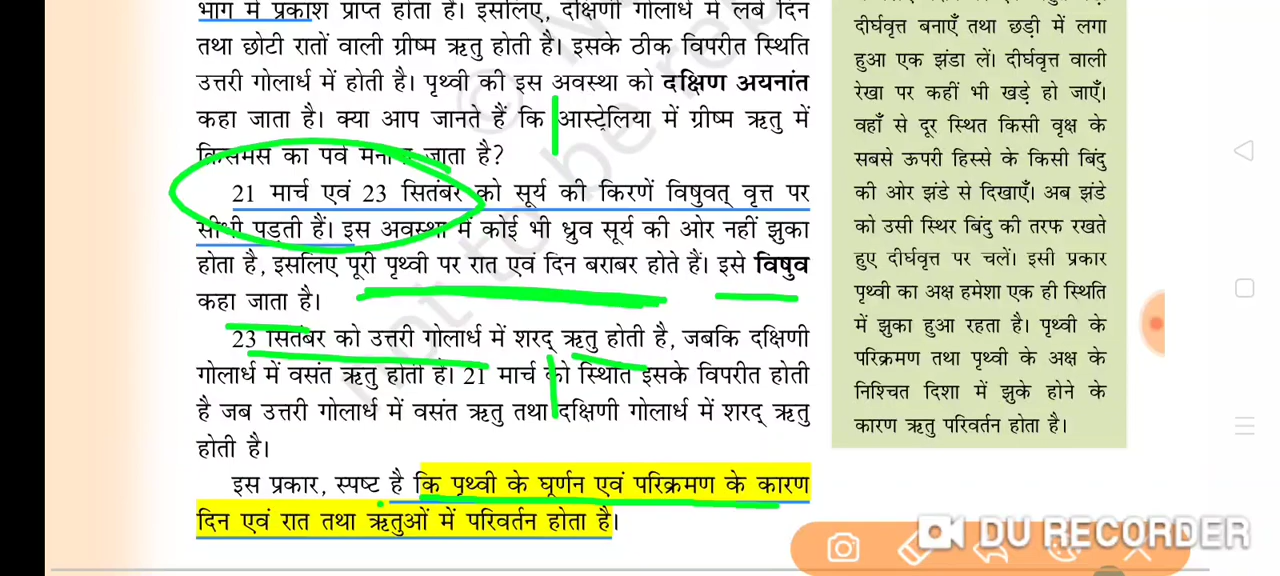 भाग में प्रकाश प्राप्त होता है। इसलिए, दक्षिणी गोलार्ध में लंबे दिन
तथा छोटी रातों वाली ग्रीष्म ऋतु होती है। इसके ठीक विपरीत स्थिति
उत्तरी गोलार्ध में होती है। पृथ्वी की इस अवस्था को दक्षिण अयनांत
कहा जाता है। क्या आप जानते हैं कि आस्ट्रेलिया में ग्रीष्म ऋतु में
क्रिसमस का पर्व मनाया जाता है?
21 मार्च एवं 23 सितंबर को सूर्य की किरणें विषुवत् वृत्त पर
सीधी पड़ती हैं। इस अवस्था में कोई भी ध्रुव सूर्य की ओर नहीं झुका
होता है, इसलिए पूरी पृथ्वी पर रात एवं दिन बराबर होते हैं। इसे विषुव
कहा जाता है।
23 सितंबर को उत्तरी गोलार्ध में शरद् ऋतु होती है, जबकि दक्षिणी
गोलार्ध में वसंत ऋतु होती है। 21 मार्च को स्थिति इसके विपरीत होती
है जब उत्तरी गोलार्ध में वसंत ऋतु तथा दक्षिणी गोलार्ध में शरद् ऋतु
होती है।
इस प्रकार, स्पष्ट है कि पृथ्वी के घूर्णन एवं परिक्रमण के कारण
दिन एवं रात तथा ऋतुओं में परिवर्तन होता है।
दीर्घवृत्त बनाएँ तथा छड़ी में लगा
हुआ एक झंडा लें। दीर्घवृत्त वाली
रेखा पर कहीं भी खड़े हो जाएँ।
वहाँ से दूर स्थित किसी वृक्ष के
सबसे ऊपरी हिस्से के किसी बिंदु
की ओर झंडे से दिखाएँ। अब झंडे
को उसी स्थिर बिंदु की तरफ रखते
हुए दीर्घवृत्त पर चलें। इसी प्रकार
पृथ्वी का अक्ष हमेशा एक ही स्थिति
में झुका हुआ रहता है। पृथ्वी के
परिक्रमण तथा पृथ्वी के अक्ष के
निश्चित दिशा में झुके होने के
कारण ऋतु परिवर्तन होता है।
not to be rep
DU RECORDER